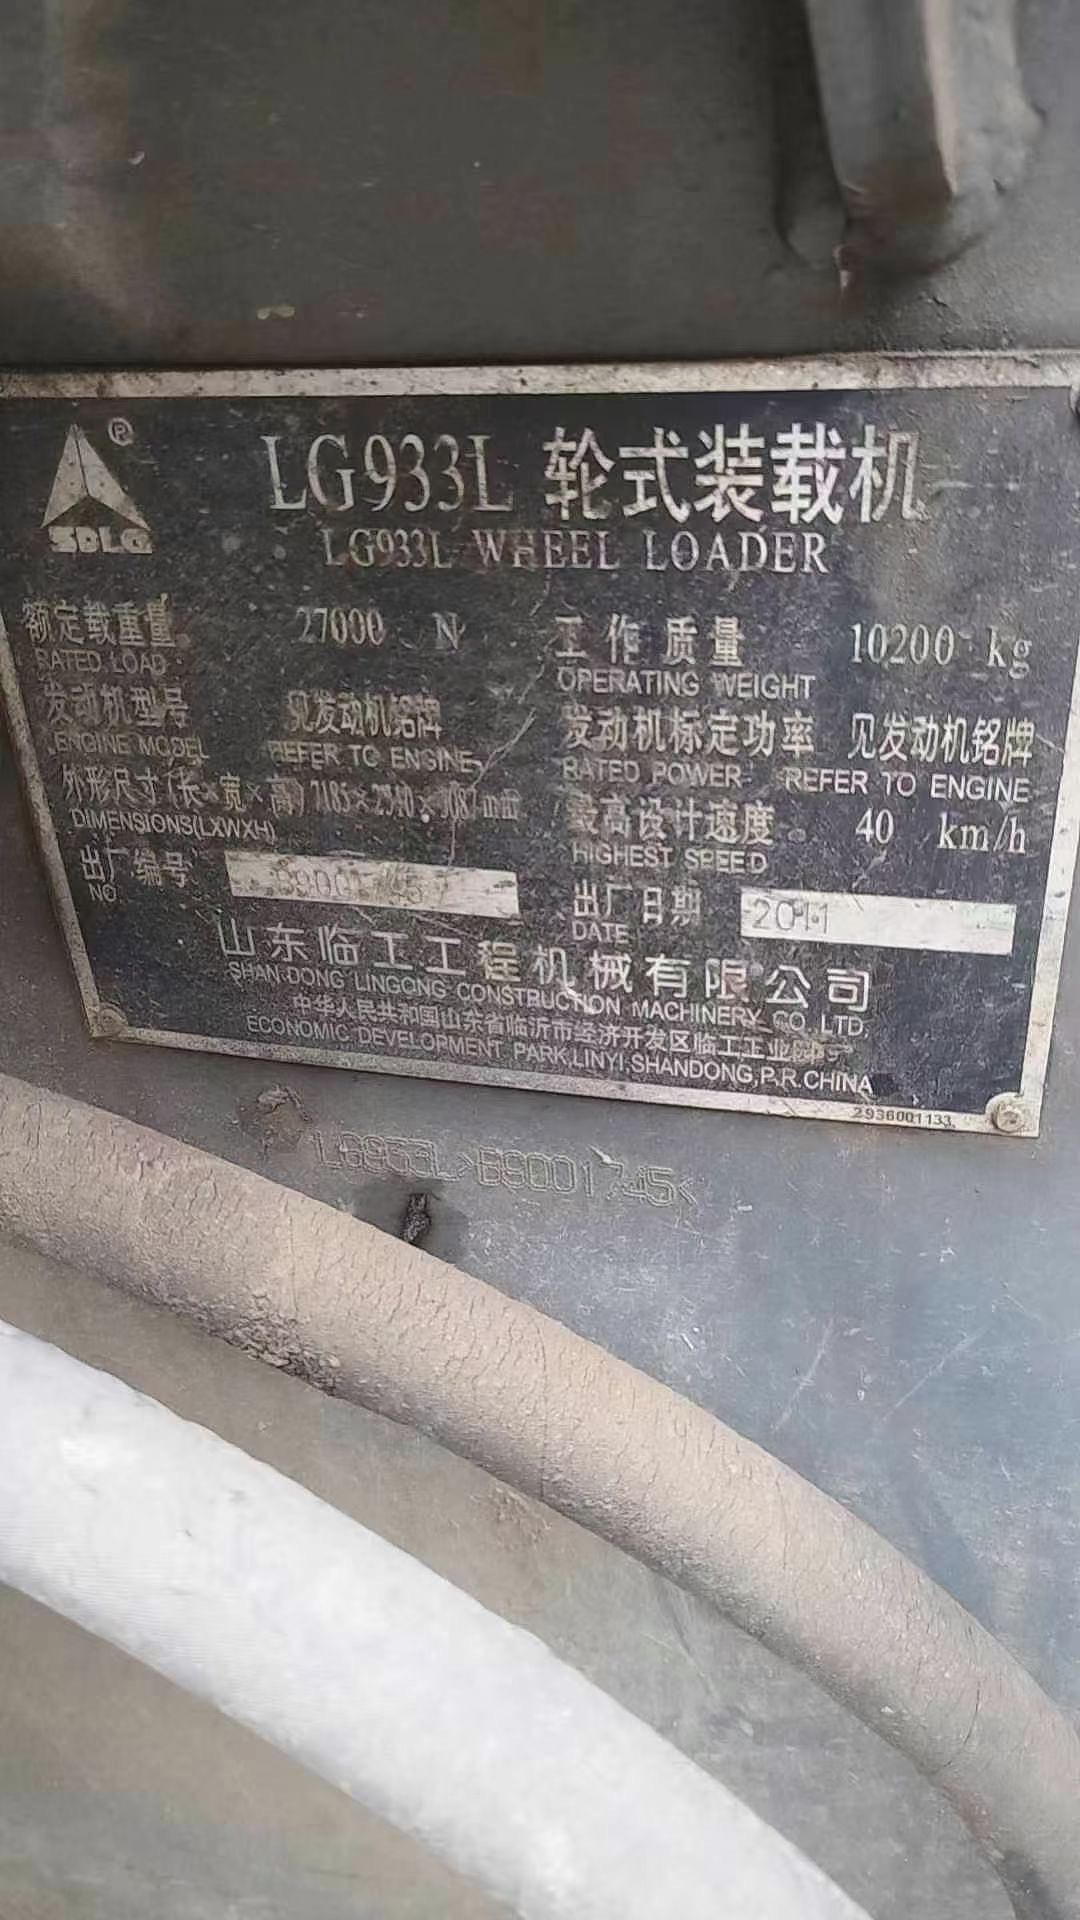 ®
SDLG
LG933L 轮式装载机
LG933L WHEEL LOADER
额定载重量 27000 N
RATED LOAD
工作质量 10200 kg
OPERATING WEIGHT
发动机型号 见发动机铭牌
ENGINE MODEL REFER TO ENGINE
发动机标定功率 见发动机铭牌
RATED POWER REFER TO ENGINE
外形尺寸(长×宽×高)
DIMENSIONS(LXWXH)
最高设计速度 40 km/h
HIGHEST SPEED
出厂编号
NO
出厂日期 2011
DATE
山东临工工程机械有限公司
SHANDONG LINGONG CONSTRUCTION MACHINERY CO. LTD.
中华人民共和国山东省临沂市经济开发区临工工业
ECONOMIC DEVELOPMENT PARK,LINYI,SHANDONG,P.R.CHINA
2936001133